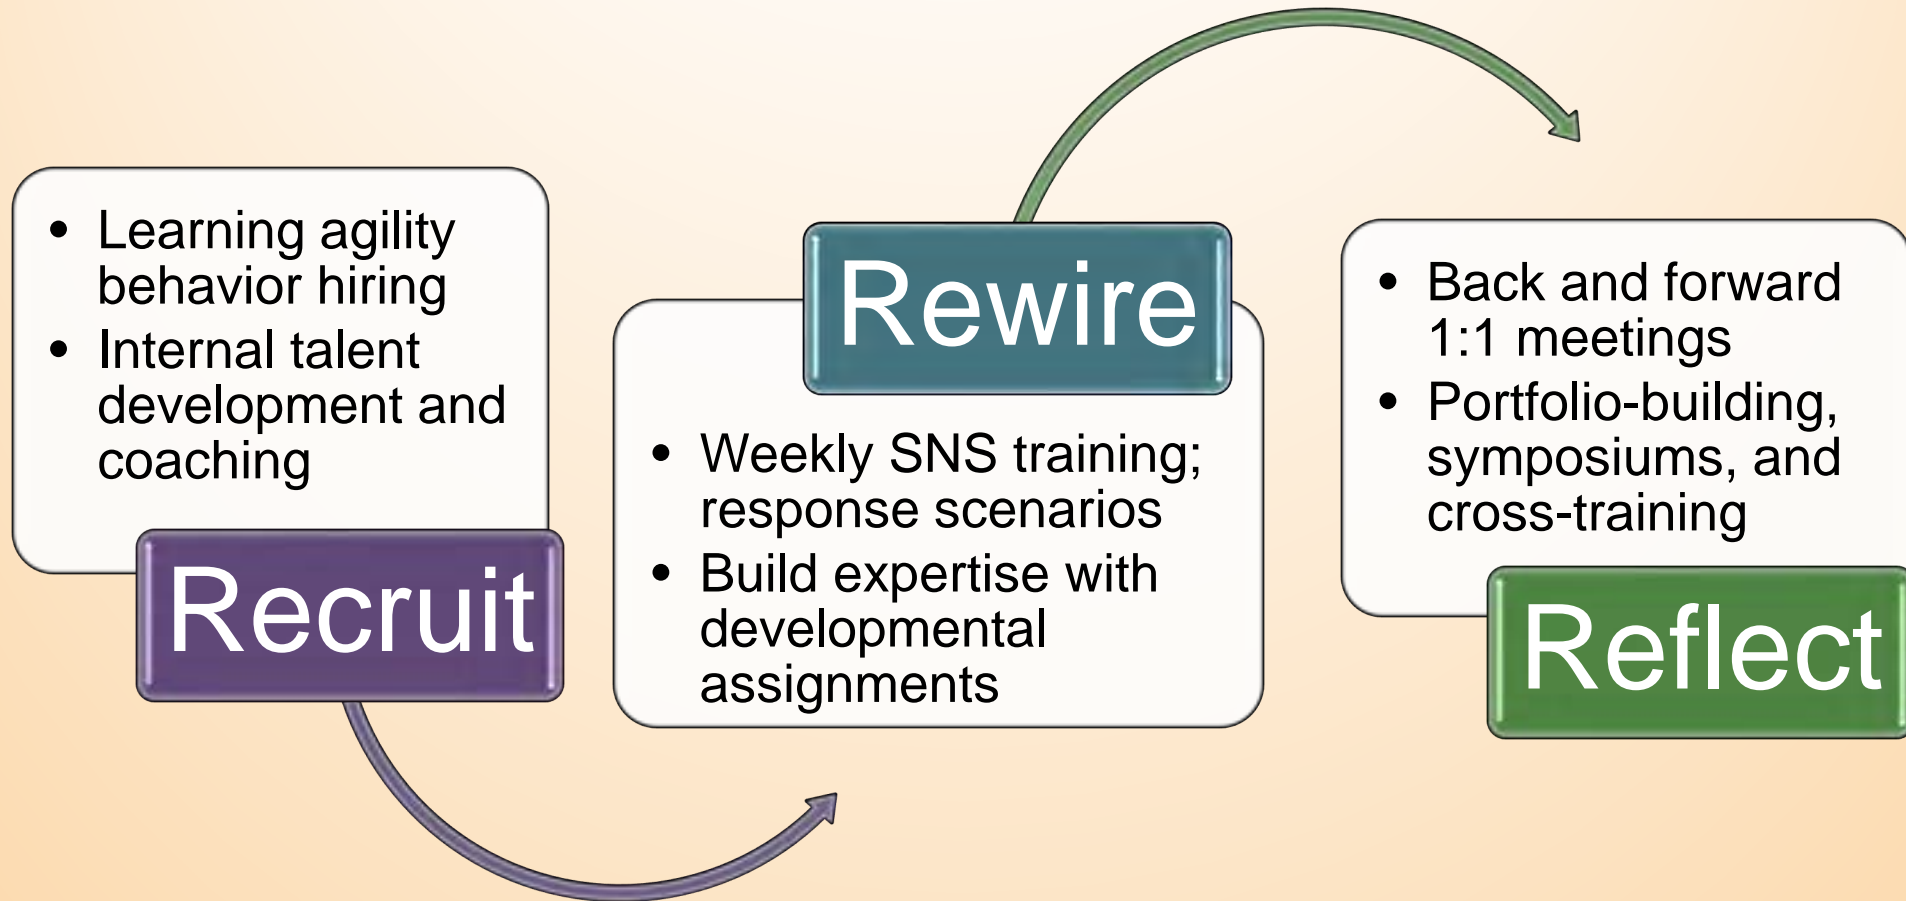 • Learning agility
behavior hiring
• Internal talent
development and
coaching
Recruit
Rewire
• Weekly SNS training;
response scenarios
• Build expertise with
developmental
assignments
• Back and forward
1:1 meetings
• Portfolio-building,
symposiums, and
cross-training
Reflect